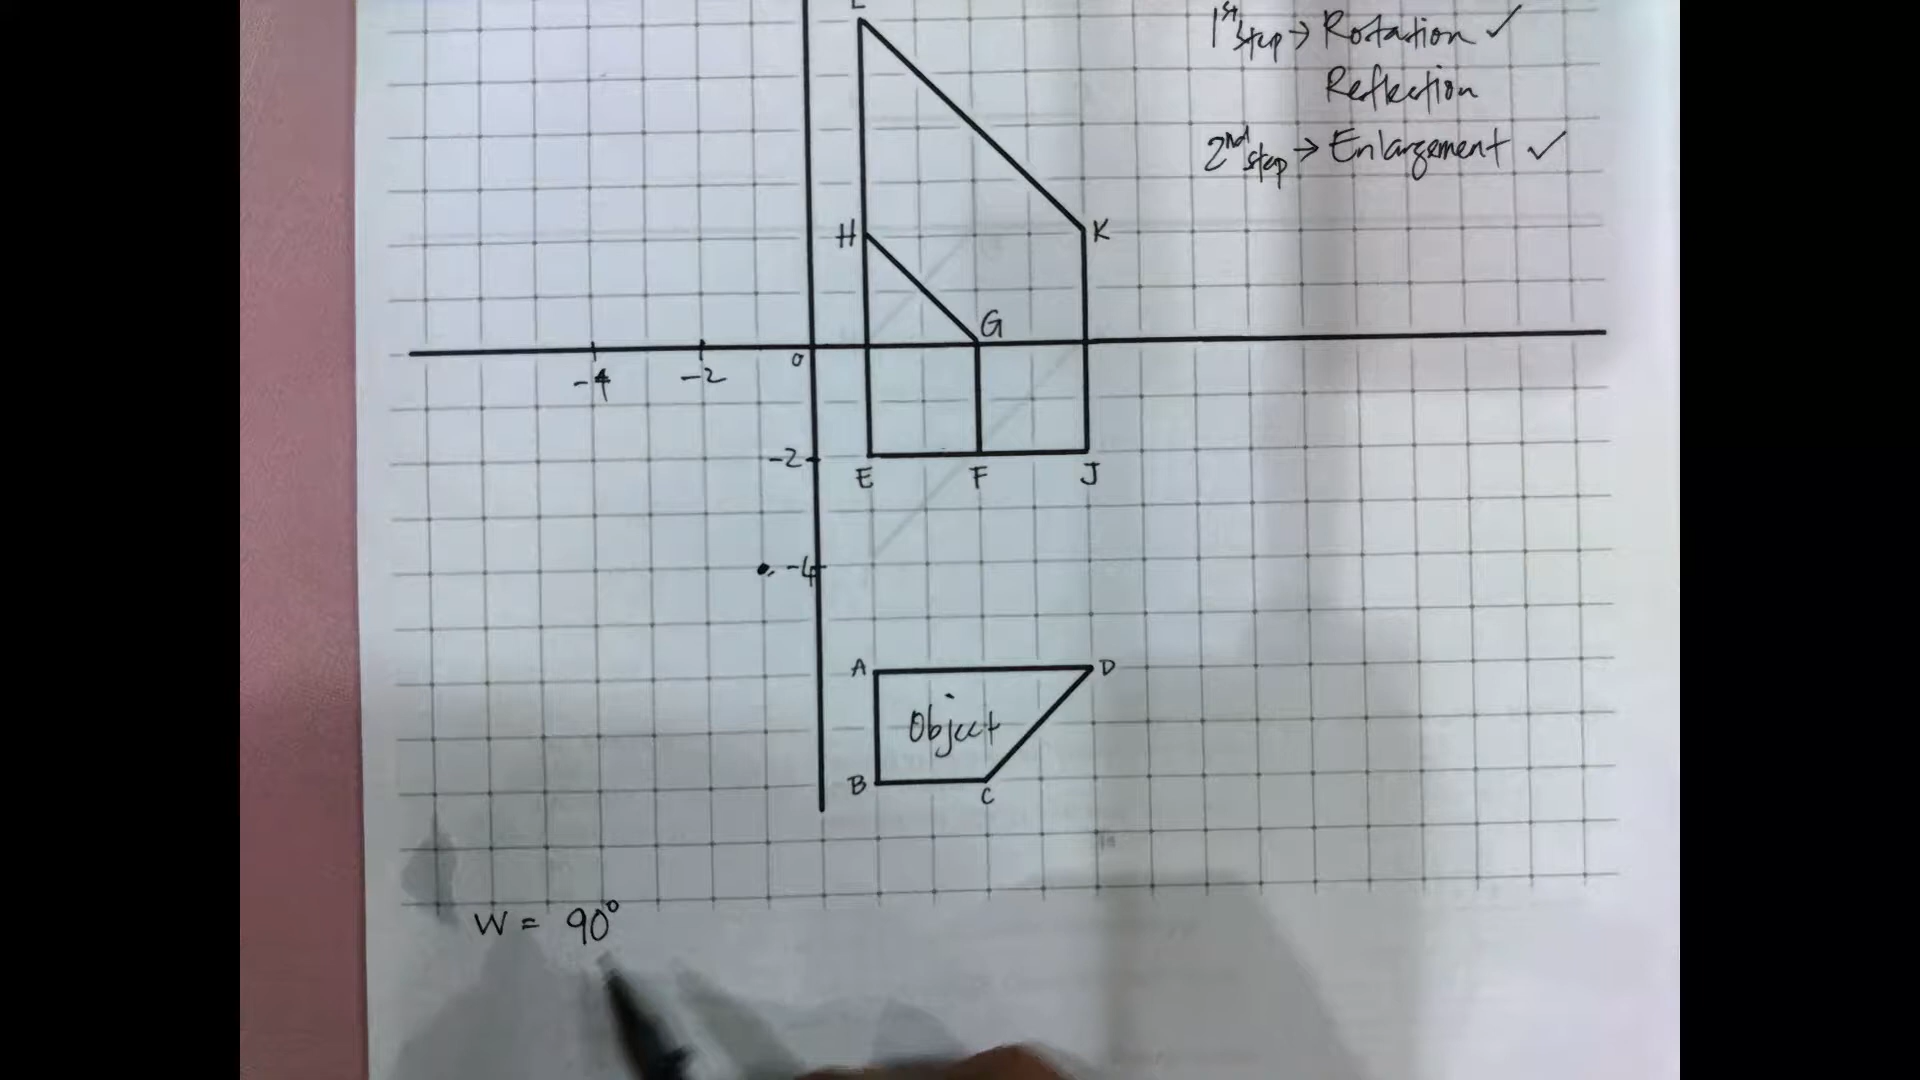 L
1st step → Rotation ✓
Reflection
2nd step → Enlargement ✓
H
K
G
0
-4
-2
-2
E
F
J
-4
A
D
Object
B
C
W = 90°